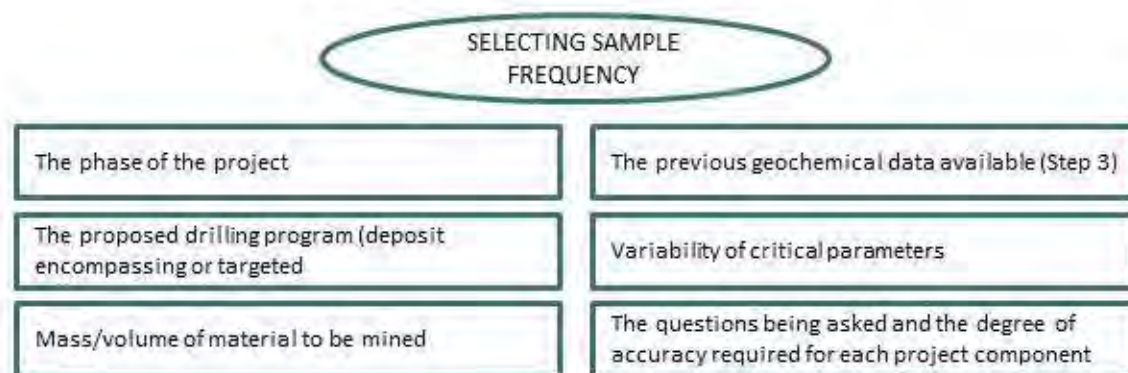 SELECTING SAMPLE
FREQUENCY
The phase of the project
The previous geochemical data available (Step 3)
The proposed drilling program (deposit
encompassing or targeted
Variability of critical parameters
Mass/volume of material to be mined
The questions being asked and the degree of
accuracy required for each project component